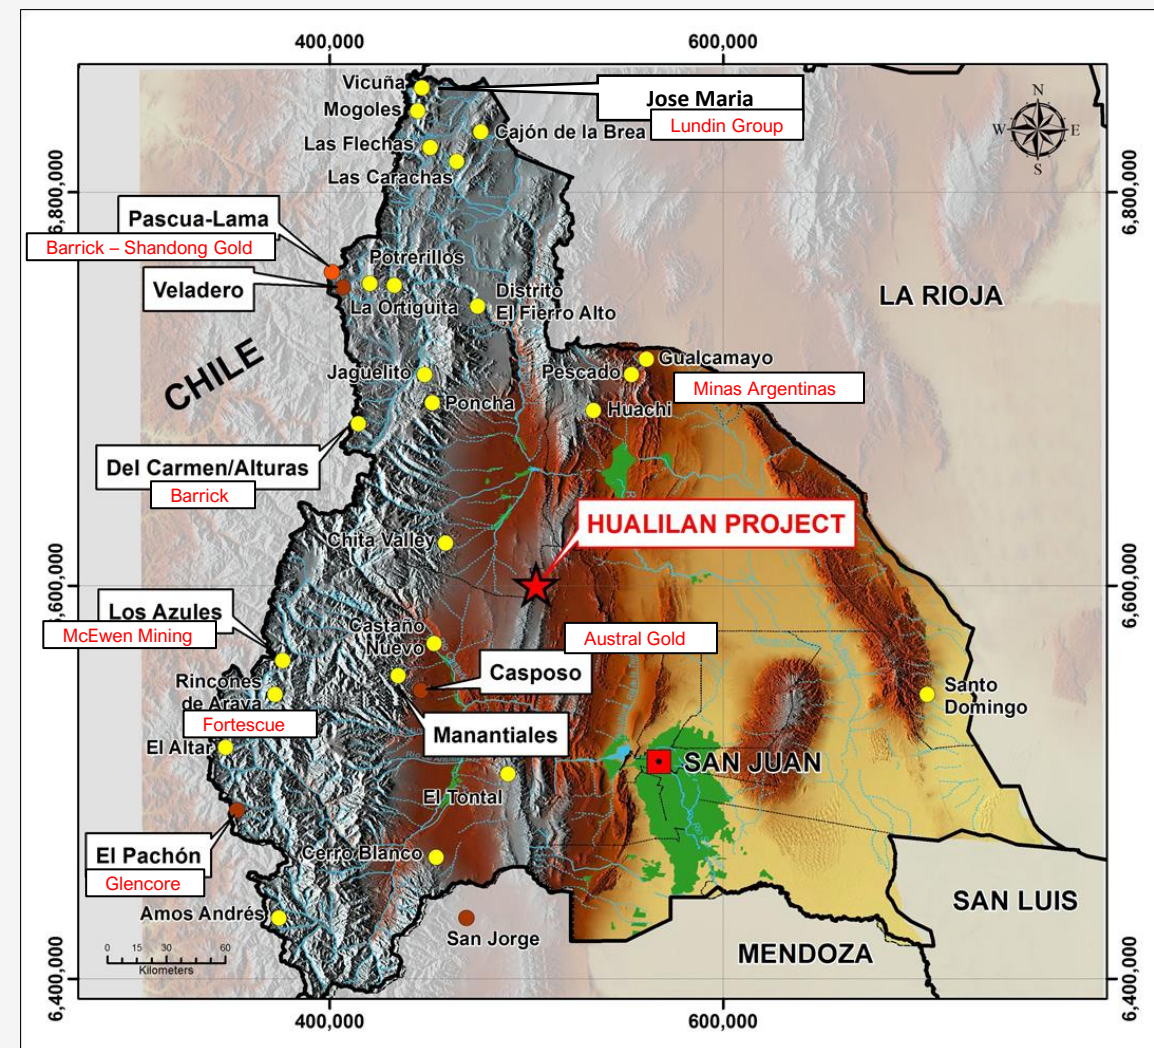 400,000
600,000
Vicuña
Jose Maria
Mogoles
Lundin Group
Cajón de la Brea
Las Flechas
Las Carachas
N
W
E
S
6,800,000
6,800,000
Pascua-Lama
Barrick – Shandong Gold
Potrerillos
Veladero
La Ortiguita
Distrito
El Fierro Alto
LA RIOJA
CHILE
Gualcamayo
Jaguelito
Pescado
Minas Argentinas
Poncha
Huachi
Del Carmen/Alturas
Barrick
HUALILAN PROJECT
Chita Valley
6,600,000
6,600,000
Los Azules
McEwen Mining
Castaño
Nuevo
Austral Gold
Casposo
Rincones
de Araya
Fortescue
Santo
Domingo
Manantiales
El Altar
SAN JUAN
El Tontal
El Pachón
Glencore
Cerro Blanco
Amos Andrés
San Jorge
SAN LUIS
MENDOZA
0 15 30 60
Kilometers
6,400,000
6,400,000
400,000
600,000